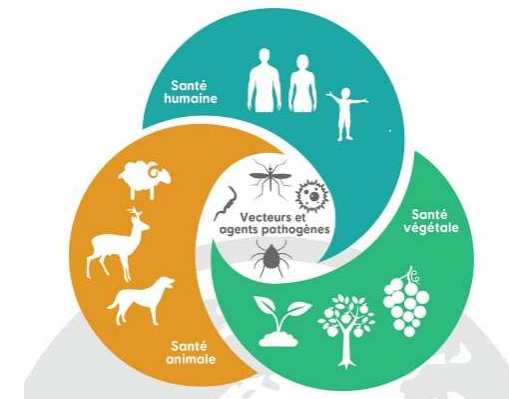 Santé
humaine
Vecteurs et
agents pathogènes
Santé
végétale
Santé
animale